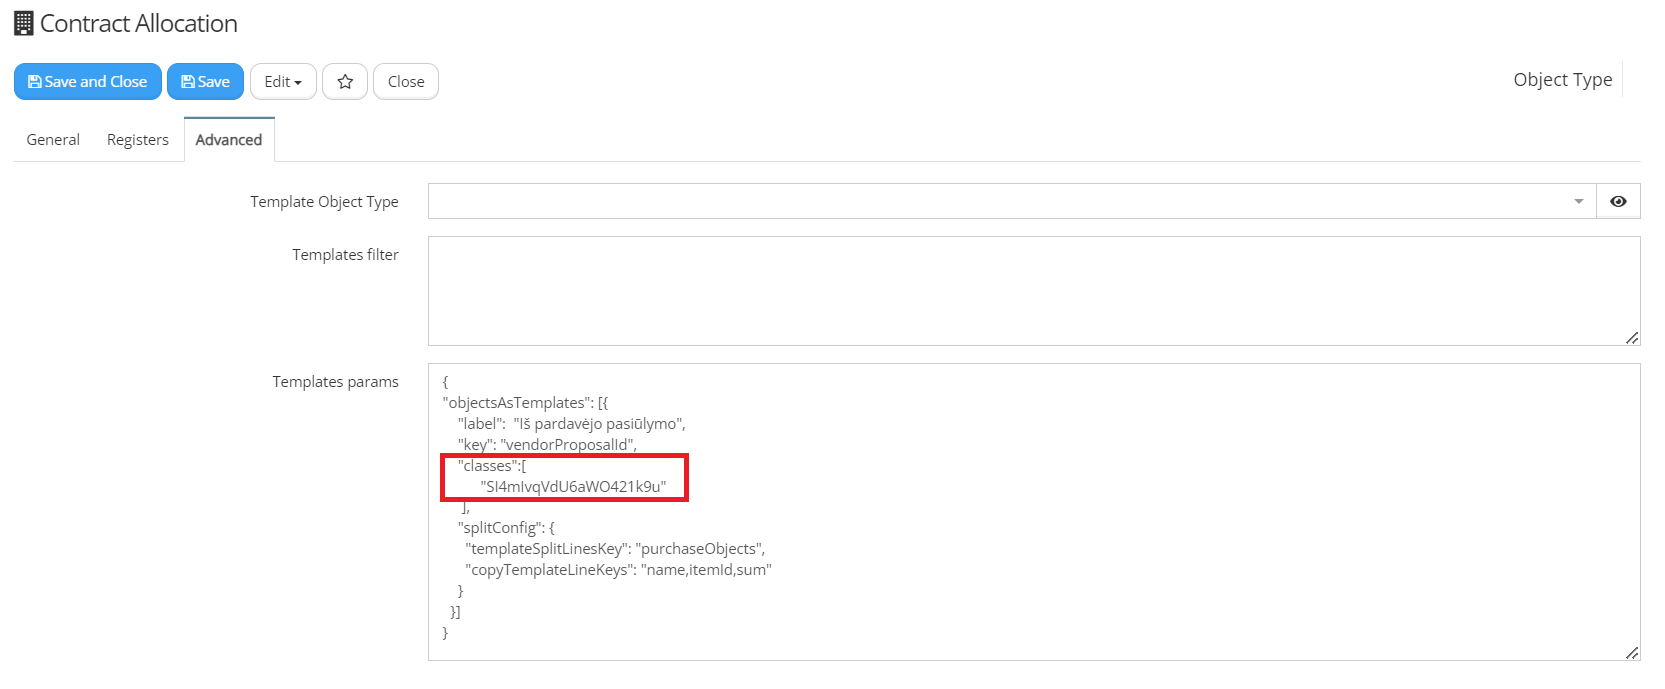 Contract Allocation
Save and Close Save Edit Close
Object Type
General Registers Advanced
Template Object Type
Templates filter
Templates params
{
"objectsAsTemplates": [{
"label": "Iš pardavėjo pasiūlymo",
"key": "vendorProposalId",
"classes":[
"SI4mIvqVdU6aWO421k9u"
],
"splitConfig": {
"templateSplitLinesKey": "purchaseObjects",
"copyTemplateLineKeys": "name,itemId,sum"
}
}]
}